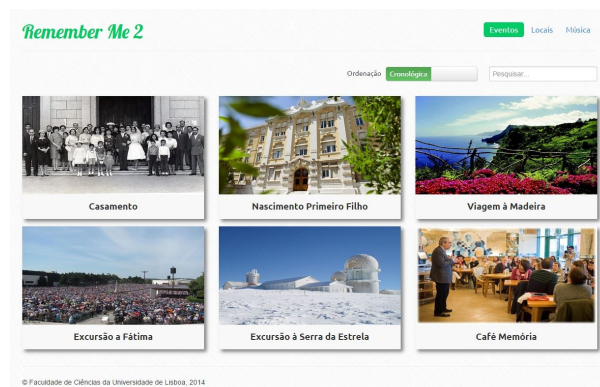 Remember Me 2
Eventos Locais Música
Ordenação Cronológica Pesquisar...
Casamento Nascimento Primeiro Filho Viagem à Madeira
Excursão a Fátima Excursão à Serra da Estrela Café Memória
© Faculdade de Ciências da Universidade de Lisboa, 2014